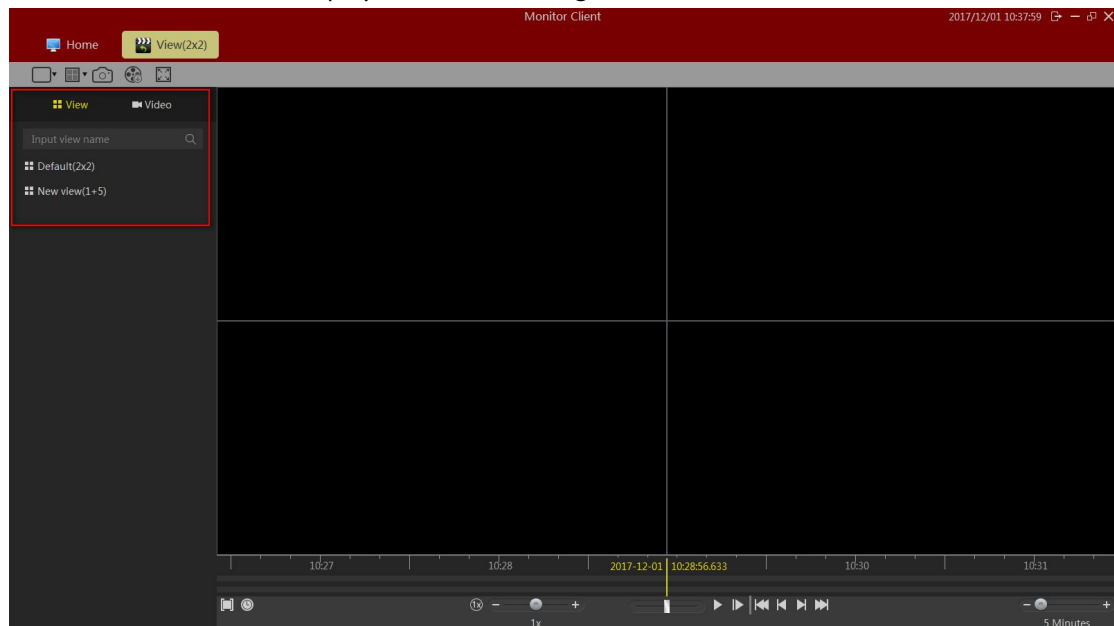 Monitor Client
2017/12/01 10:37:59
Home
View(2x2)
View
Video
Input view name
Default(2x2)
New view(1+5)
10:27
10:28
2017-12-01 10:28:56.633
10:30
10:31
1x
1x
5 Minutes